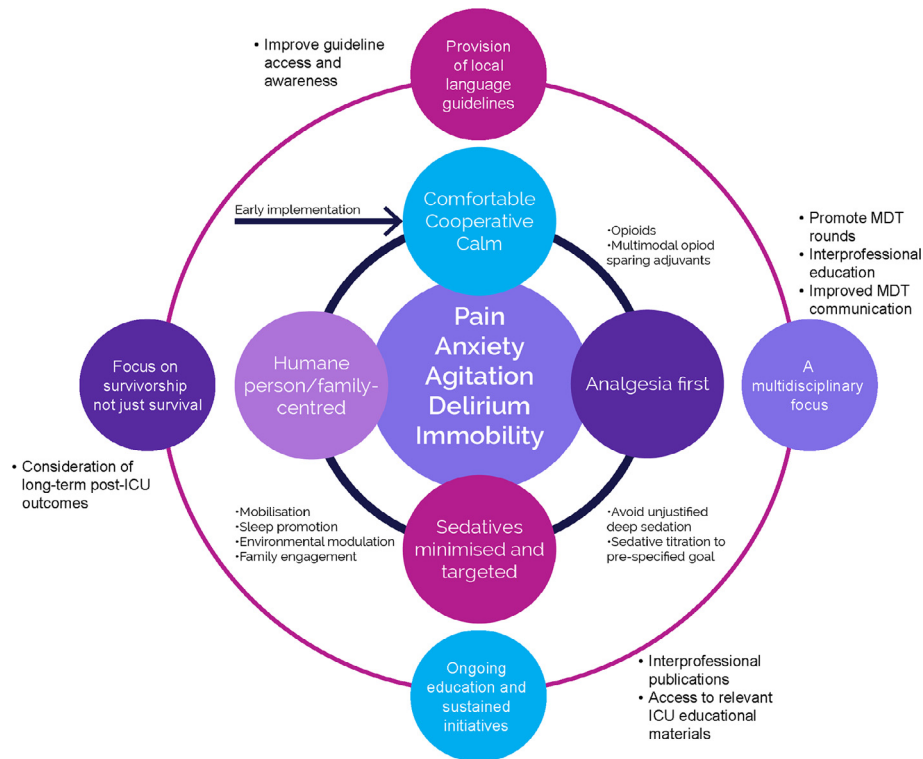 • Improve guideline
access and
awareness
Provision
of local
language
guidelines
Early implementation
Comfortable
Cooperative
Calm
•Opioids
•Multimodal opiod
sparing adjuvants
• Promote MDT
rounds
• Interprofessional
education
• Improved MDT
communication
Focus on
survivorship
not just survival
Humane
person/family-
centred
Pain
Anxiety
Agitation
Delirium
Immobility
Analgesia first
A
multidisciplinary
focus
• Consideration of
long-term post-ICU
outcomes
•Mobilisation
•Sleep promotion
•Environmental modulation
•Family engagement
Sedatives
minimised and
targeted
•Avoid unjustified
deep sedation
•Sedative titration to
pre-specified goal
Ongoing
education and
sustained
initiatives
• Interprofessional
publications
• Access to relevant
ICU educational
materials